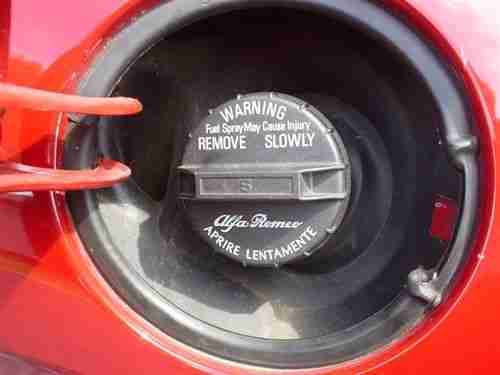 WARNING
Fuel Spray May Cause Injury
REMOVE SLOWLY
S
Alfa Romeo
APRIRE LENTAMENTE